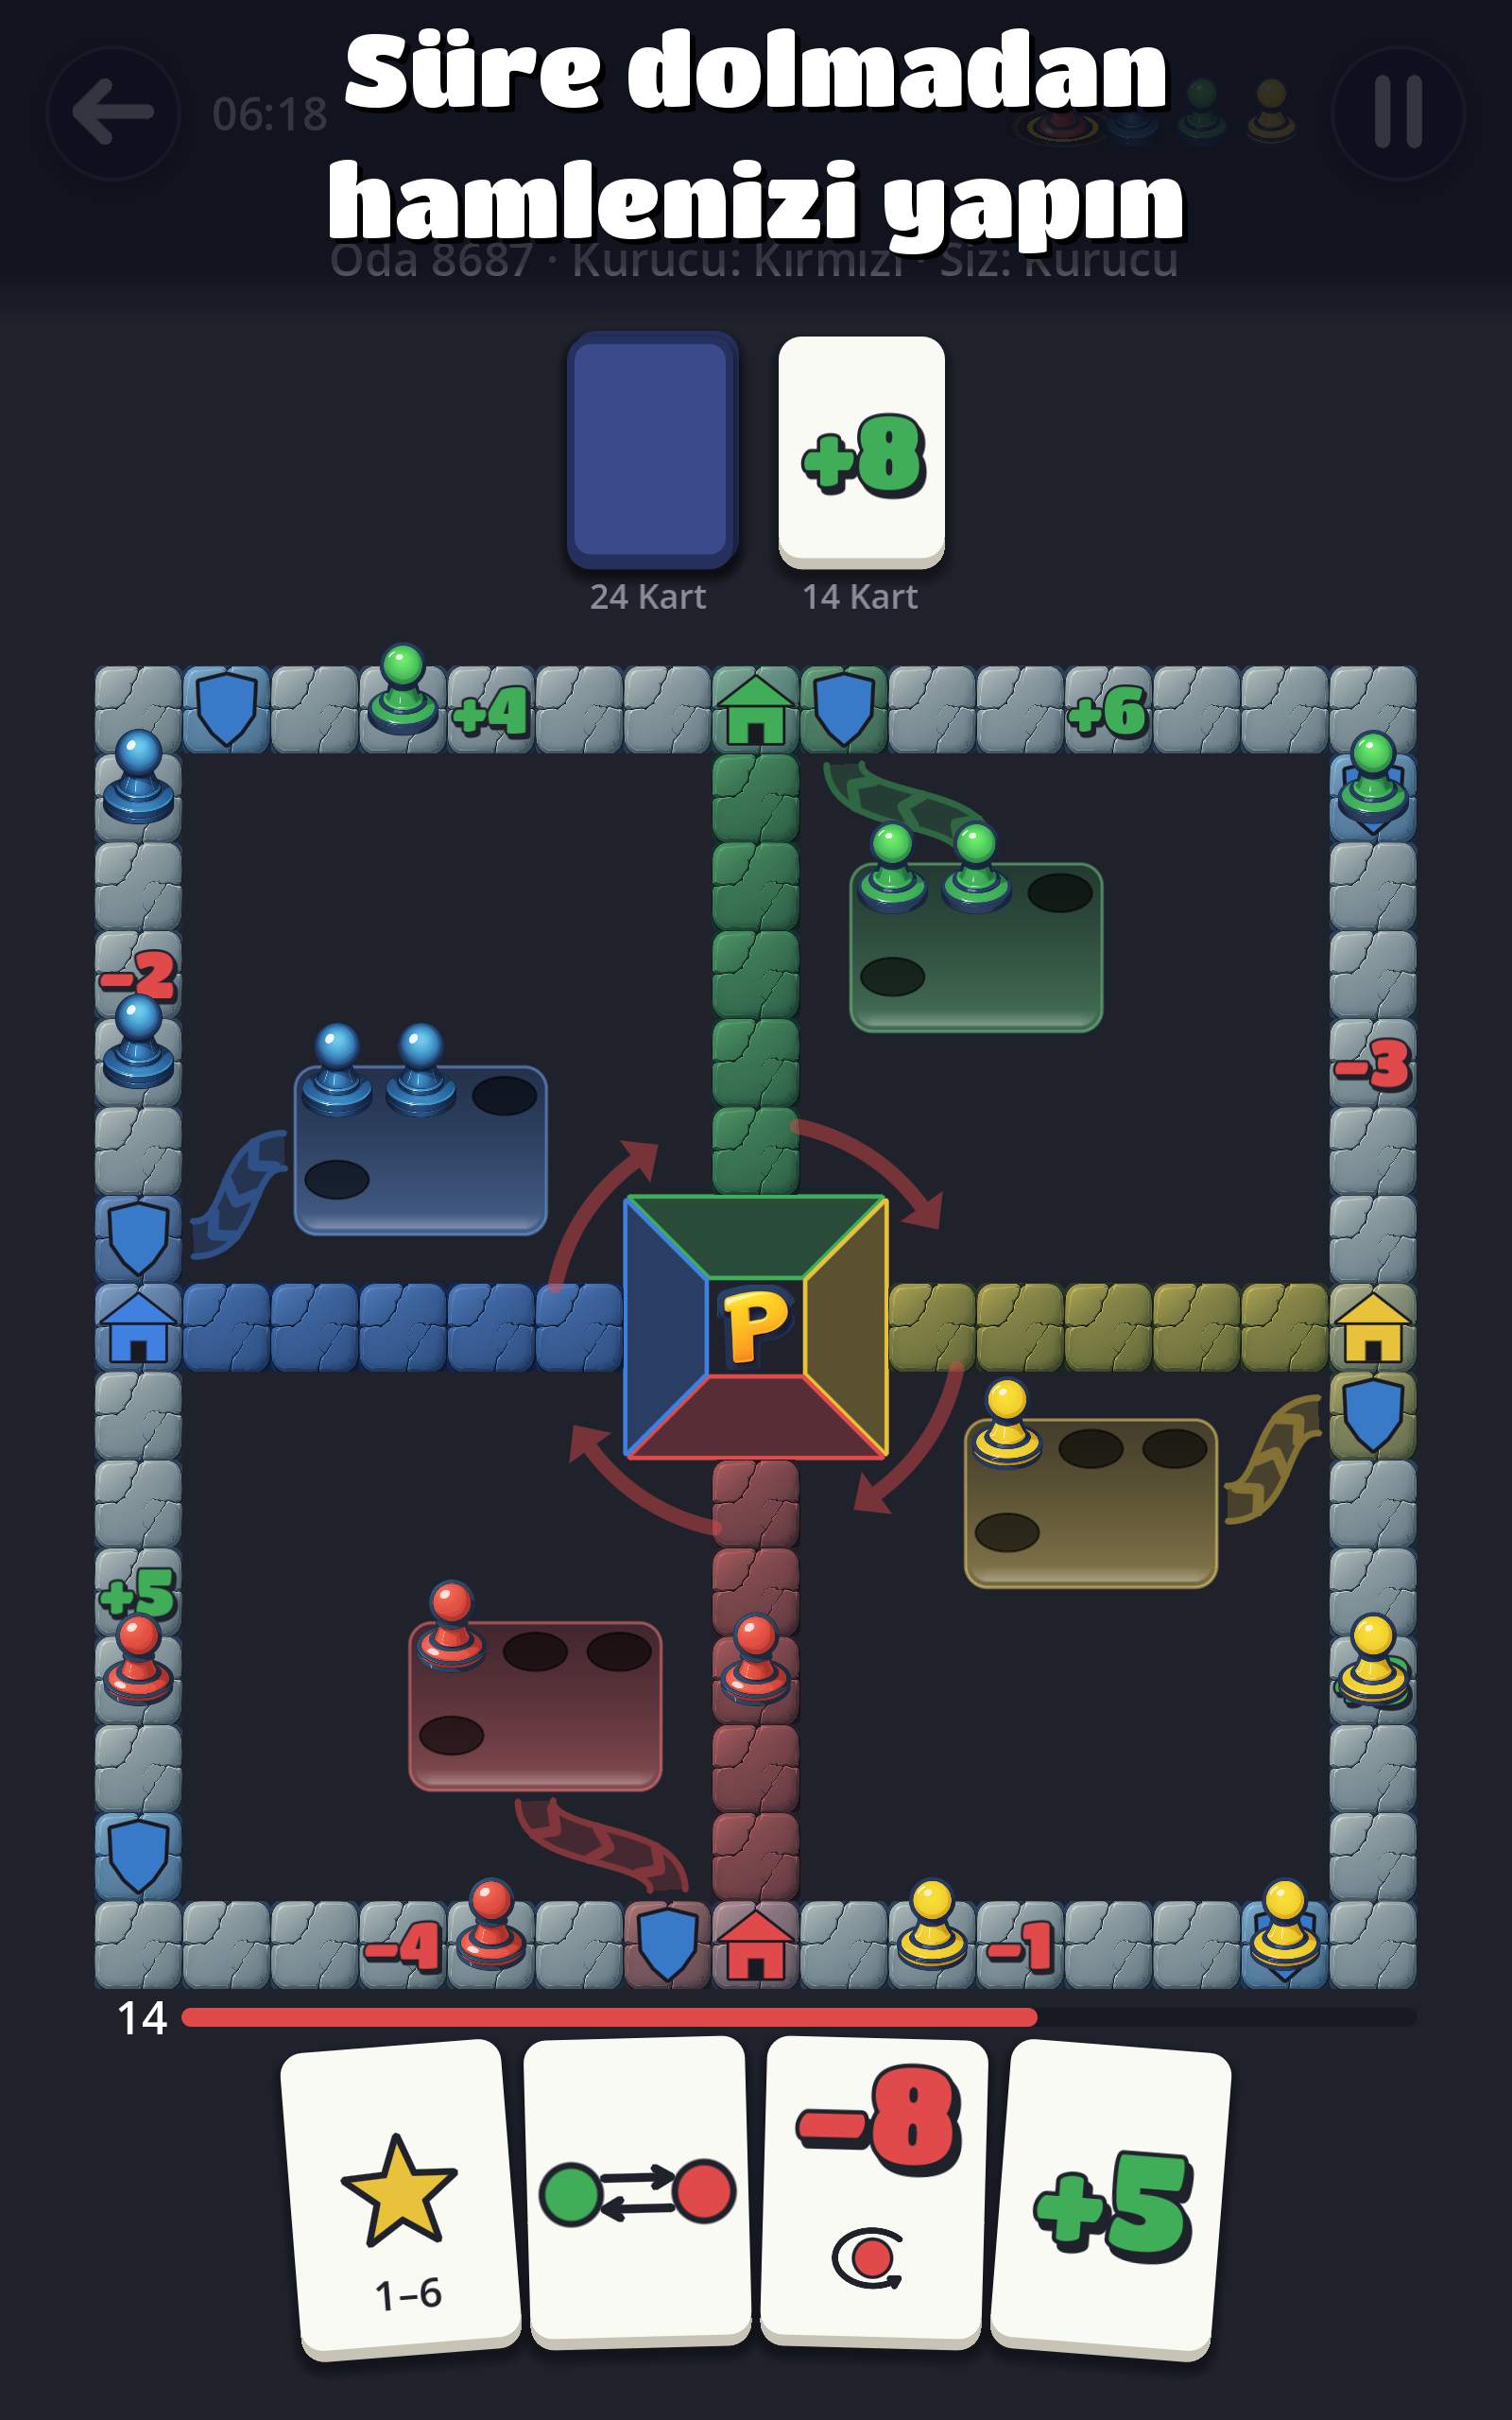 Süre dolmadan
hamlenizi yapın
06:18
Oda 8687 · Kurucu: Kırmızı · Siz: Kurucu
+8
24 Kart
14 Kart
+4
+6
-2
-3
P
+5
-4
-1
14
1–6
-8
+5